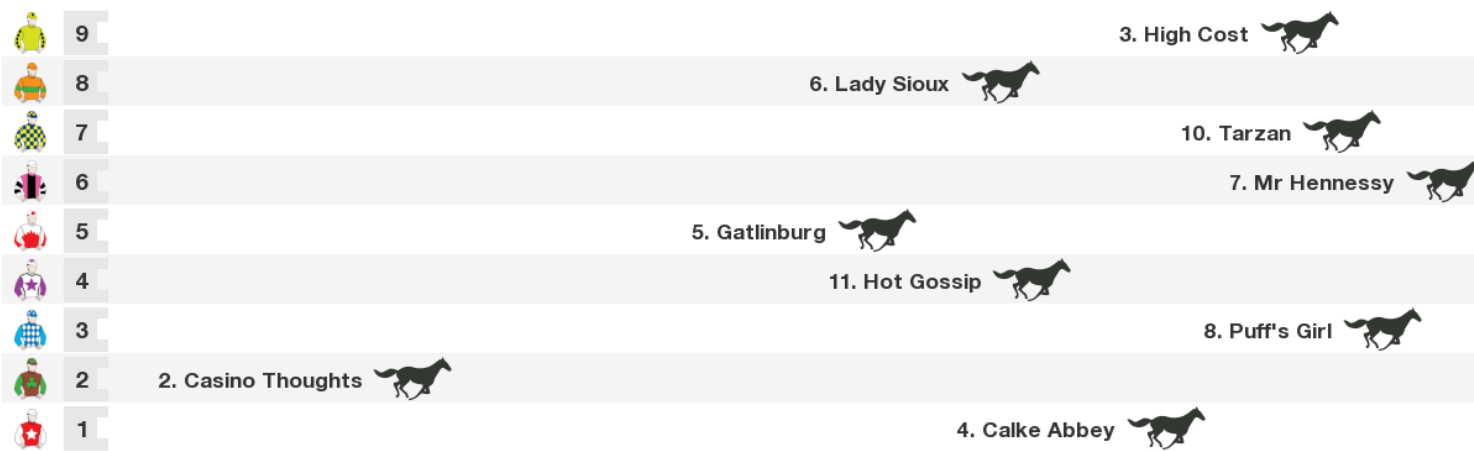 9 3. High Cost
8 6. Lady Sioux
7 10. Tarzan
6 7. Mr Hennessy
5 5. Gatlinburg
4 11. Hot Gossip
3 8. Puff's Girl
2 2. Casino Thoughts
1 4. Calke Abbey